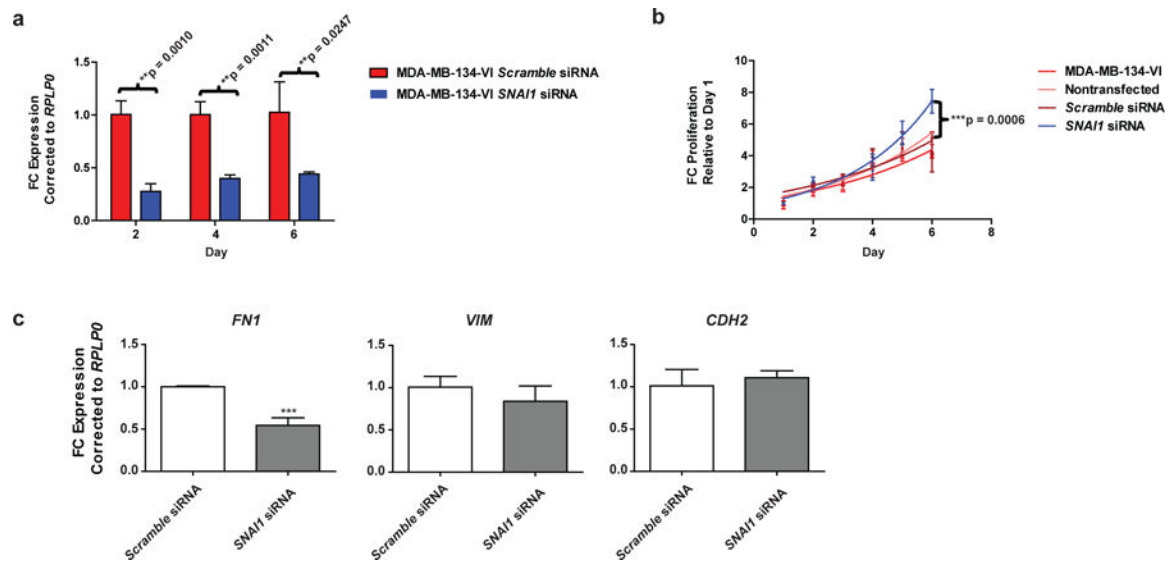 a
FC Expression
Corrected to RPLP0
1.5
1.0
0.5
0.0
**p = 0.0010
**p = 0.0011
**p = 0.0247
2
4
6
Day
MDA-MB-134-VI Scramble siRNA
MDA-MB-134-VI SNAI1 siRNA
b
FC Proliferation
Relative to Day 1
10
8
6
4
2
0
0
2
4
6
8
Day
***p = 0.0006
MDA-MB-134-VI
Nontransfected
Scramble siRNA
SNAI1 siRNA
c
FC Expression
Corrected to RPLP0
FN1
1.5
1.0
0.5
0.0
***
Scramble siRNA
SNAI1 siRNA
VIM
1.5
1.0
0.5
0.0
Scramble siRNA
SNAI1 siRNA
CDH2
1.5
1.0
0.5
0.0
Scramble siRNA
SNAI1 siRNA